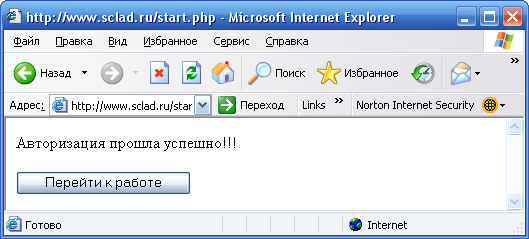 http://www.sclad.ru/start.php - Microsoft Internet Explorer
Файл Правка Вид Избранное Сервис Справка »
Назад Поиск Избранное »
Адрес: http://www.sclad.ru/star Переход Links » Norton Internet Security
Авторизация прошла успешно!!!
Перейти к работе
Готово Internet